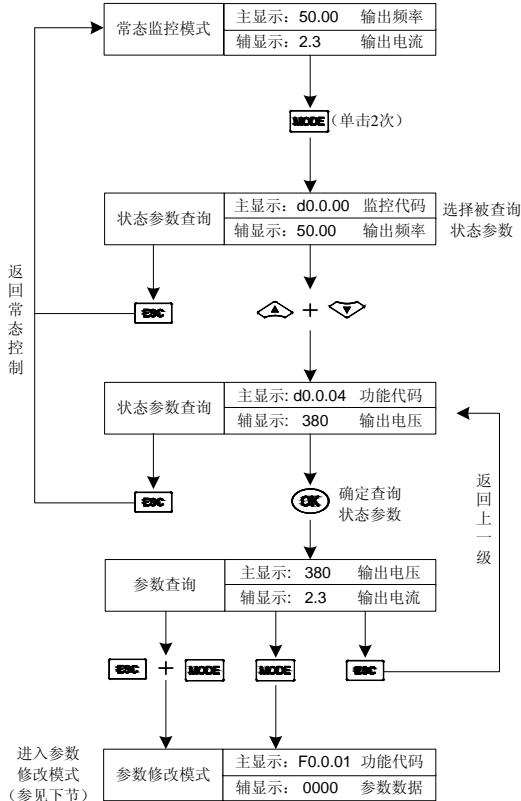 常态监控模式
主显示: 50.00 输出频率
辅显示: 2.3 输出电流
MODE (单击2次)
状态参数查询
主显示: d0.0.00 监控代码
辅显示: 50.00 输出频率
选择被查询
状态参数
返回常态控制
ESC
+
状态参数查询
主显示: d0.0.04 功能代码
辅显示: 380 输出电压
ESC
OK
确定查询
状态参数
返回上一级
参数查询
主显示: 380 输出电压
辅显示: 2.3 输出电流
ESC + MODE
MODE
ESC
进入参数
修改模式
(参见下节)
参数修改模式
主显示: F0.0.01 功能代码
辅显示: 0000 参数数据